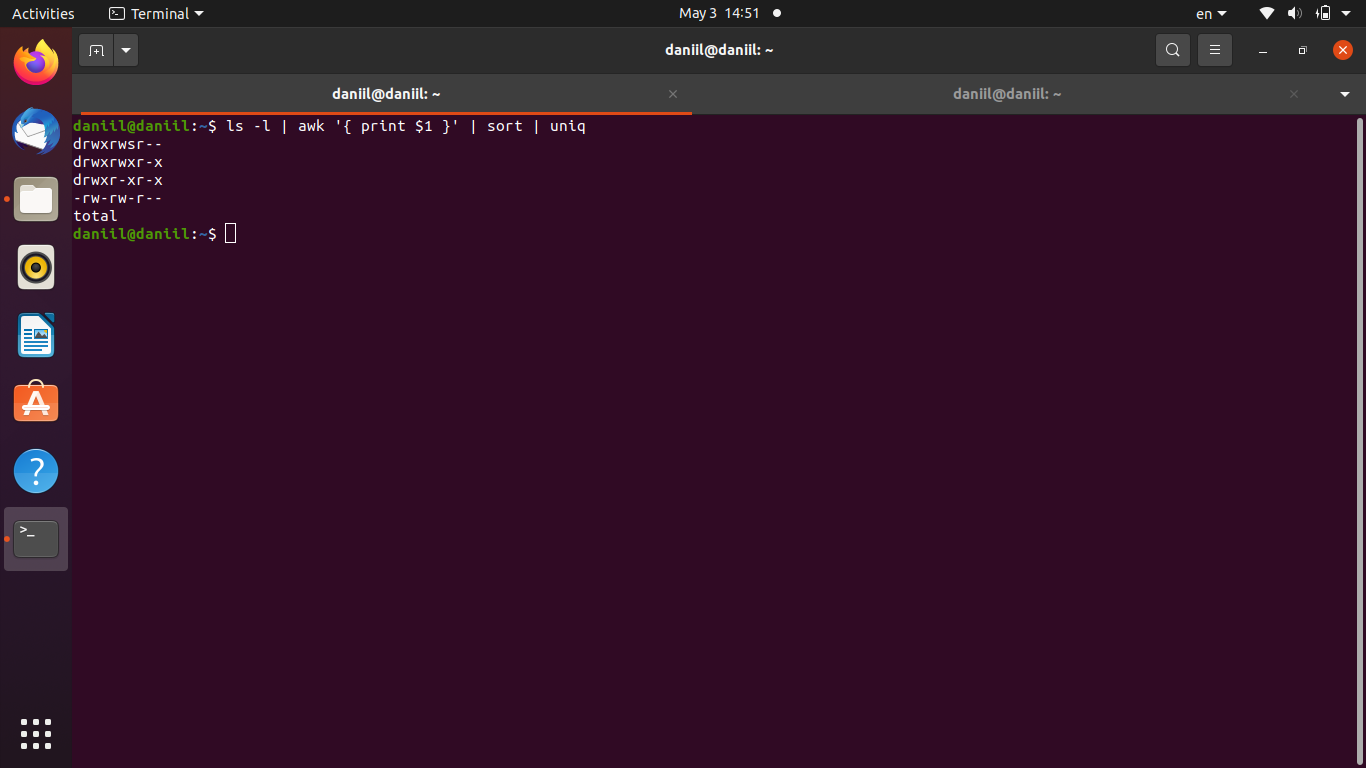 Activities Terminal May 3 14:51 en
daniil@daniil: ~
daniil@daniil: ~ daniil@daniil: ~
daniil@daniil:~$ ls -l | awk '{ print $1 }' | sort | uniq
drwxrwsr--
drwxrwxr-x
drwxr-xr-x
-rw-rw-r--
total
daniil@daniil:~$